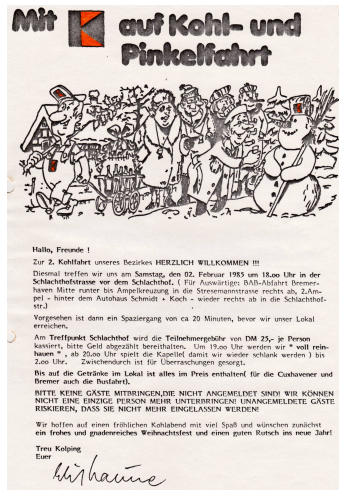 Mit K auf Kohl- und
Pinkelfahrt
Hallo, Freunde !
Zur 2. Kohlfahrt unseres Bezirkes HERZLICH WILLKOMMEN !!!
Diesmal treffen wir uns am Samstag, den 02. Februar 1985 um 18.oo Uhr in der
Schlachthofstrasse vor dem Schlachthof. ( Für Auswärtige: BAB-Abfahrt Bremer-
haven Mitte runter bis Ampelkreuzung in die Stresemannstrasse rechts ab, 2.Am-
pel - hinter dem Autohaus Schmidt + Koch - wieder rechts ab in die Schlachthof-
str.)
Vorgesehen ist dann ein Spaziergang von ca 20 Minuten, bevor wir unser Lokal
erreichen.
Am Treffpunkt Schlachthof wird die Teilnehmergebühr von DM 25,- je Person
kassiert, bitte Geld abgezählt bereithalten. Um 19.oo Uhr werden wir " voll rein-
hauen " , ab 20.oo Uhr spielt die Kapelle( damit wir wieder schlank werden ) bis
2.oo Uhr. Zwischendurch ist für Überraschungen gesorgt.
Bis auf die Getränke im Lokal ist alles im Preis enthalten( für die Cuxhavener und
Bremer auch die Busfahrt).
BITTE KEINE GÄSTE MITBRINGEN,DIE NICHT ANGEMELDET SIND! WIR KÖNNEN
NICHT EINE EINZIGE PERSON MEHR UNTERBRINGEN! UNANGEMELDETE GÄSTE
RISKIEREN, DASS SIE NICHT MEHR EINGELASSEN WERDEN!
Wir hoffen auf einen fröhlichen Kohlabend mit viel Spaß und wünschen zunächst
ein frohes und gnadenreiches Weihnachtsfest und einen guten Rutsch ins neue Jahr!
Treu Kolping
Euer